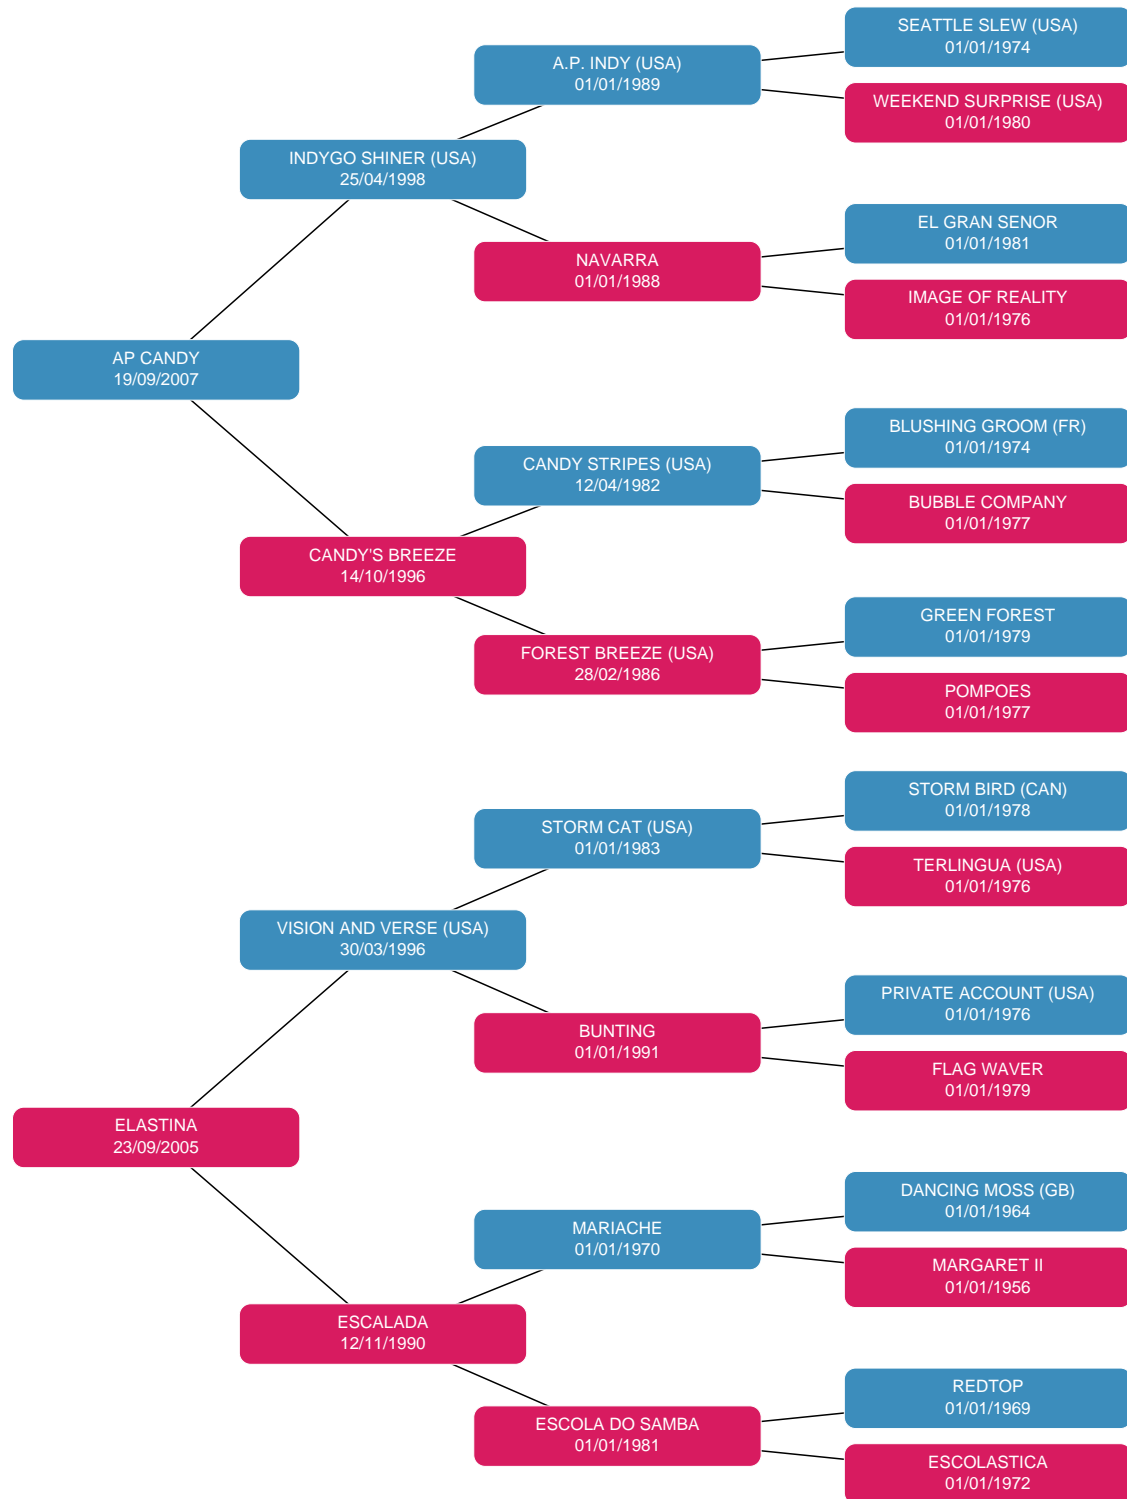 SEATTLE SLEW (USA)
01/01/1974
A.P. INDY (USA)
01/01/1989
WEEKEND SURPRISE (USA)
01/01/1980
INDYGO SHINER (USA)
25/04/1998
EL GRAN SENOR
01/01/1981
NAVARRA
01/01/1988
IMAGE OF REALITY
01/01/1976
AP CANDY
19/09/2007
BLUSHING GROOM (FR)
01/01/1974
CANDY STRIPES (USA)
12/04/1982
BUBBLE COMPANY
01/01/1977
CANDY'S BREEZE
14/10/1996
GREEN FOREST
01/01/1979
FOREST BREEZE (USA)
28/02/1986
POMPOES
01/01/1977
STORM BIRD (CAN)
01/01/1978
STORM CAT (USA)
01/01/1983
TERLINGUA (USA)
01/01/1976
VISION AND VERSE (USA)
30/03/1996
PRIVATE ACCOUNT (USA)
01/01/1976
BUNTING
01/01/1991
FLAG WAVER
01/01/1979
ELASTINA
23/09/2005
DANCING MOSS (GB)
01/01/1964
MARIACHE
01/01/1970
MARGARET II
01/01/1956
ESCALADA
12/11/1990
REDTOP
01/01/1969
ESCOLA DO SAMBA
01/01/1981
ESCOLASTICA
01/01/1972